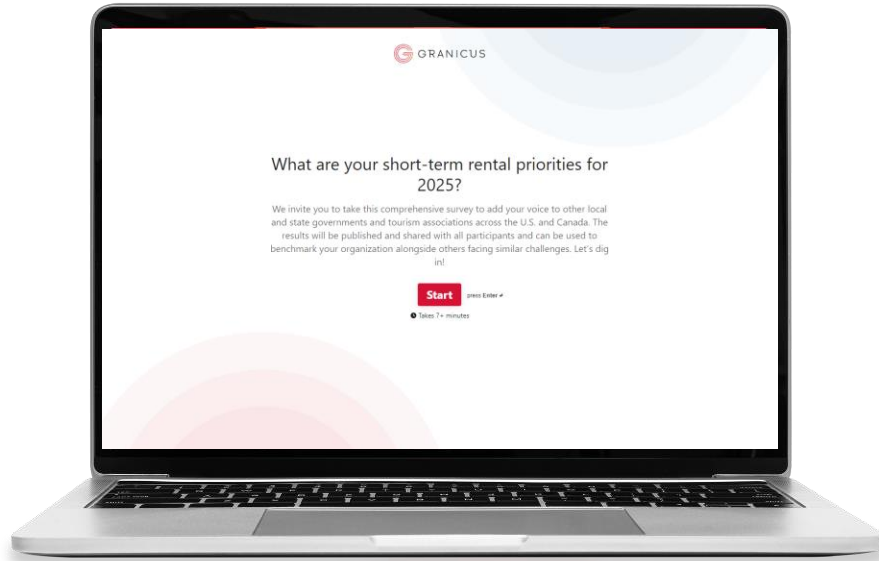 GRANICUS
What are your short-term rental priorities for
2025?
We invite you to take this comprehensive survey to add your voice to other local
and state governments and tourism associations across the U.S. and Canada. The
results will be published and shared with all participants and can be used to
benchmark your organization alongside others facing similar challenges. Let's dig
in!
Start press Enter ↵
Takes 7+ minutes